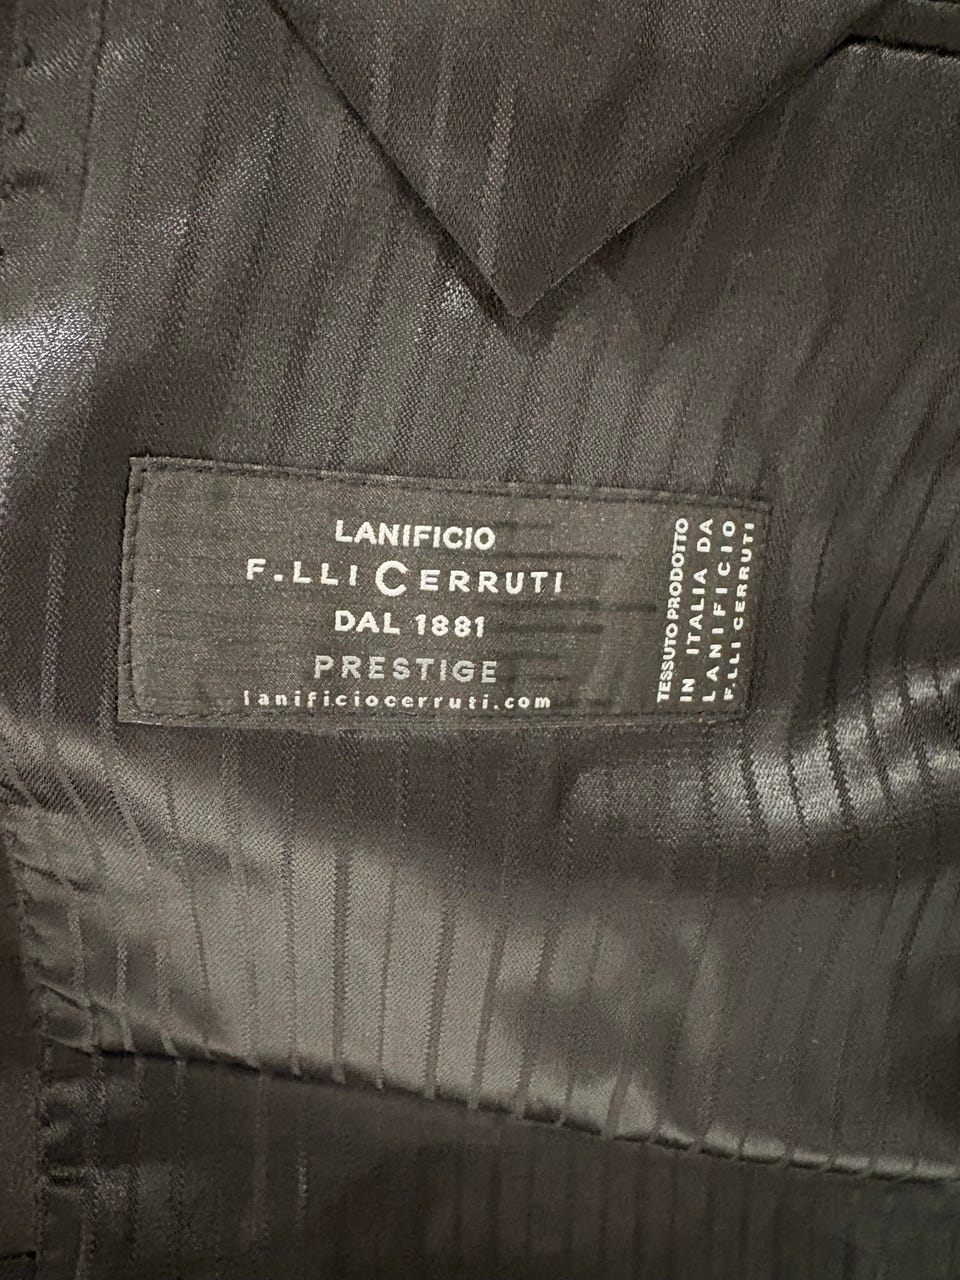 LANIFICIO
F.LLI CERRUTI
DAL 1881
PRESTIGE
lanificiocerruti.com
TESSUTO PRODOTTO
IN ITALIA DA
LANIFICIO
F.LLI CERRUTI